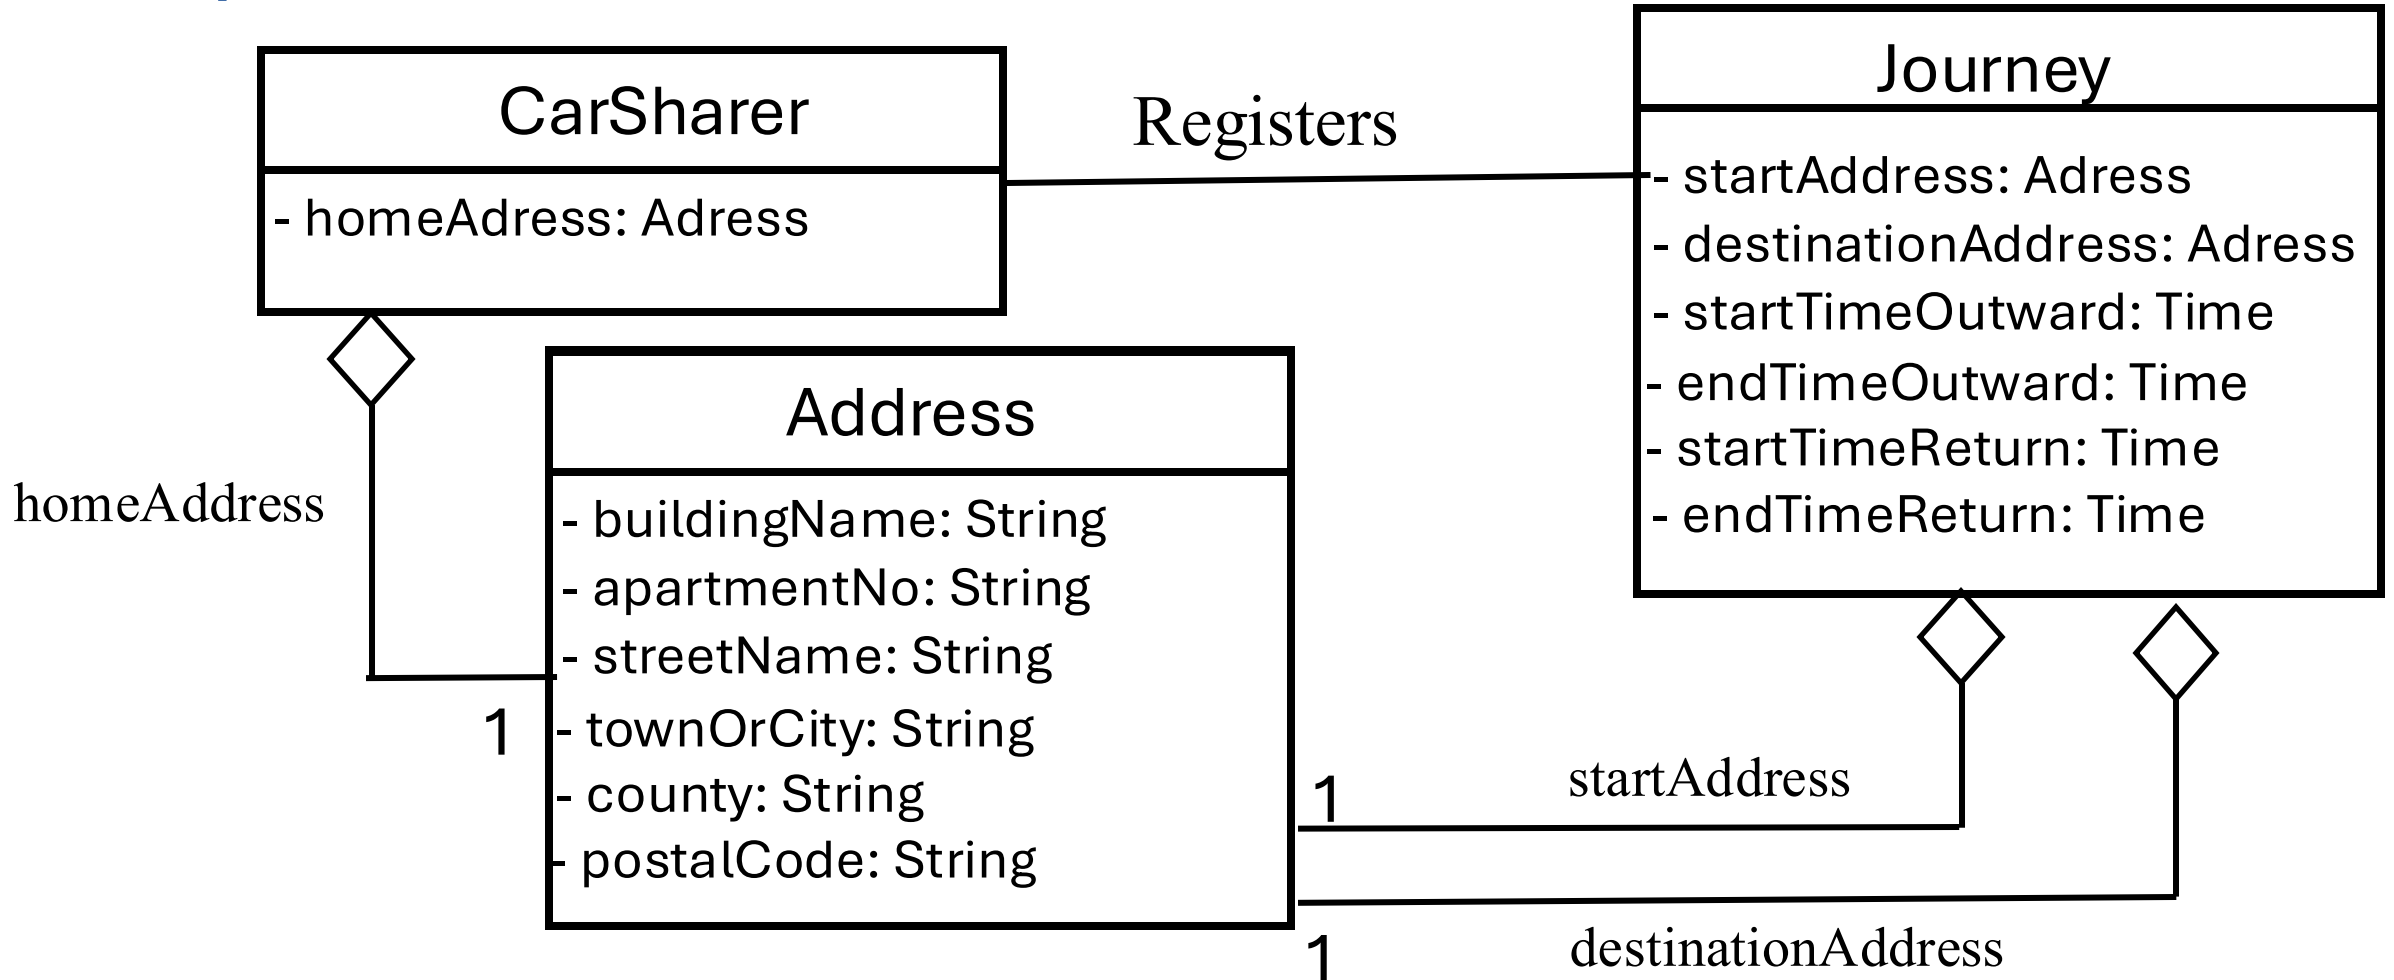 CarSharer
- homeAdress: Adress
Registers
Journey
- startAddress: Adress
- destinationAddress: Adress
- startTimeOutward: Time
- endTimeOutward: Time
- startTimeReturn: Time
- endTimeReturn: Time
homeAddress
1
Address
- buildingName: String
- apartmentNo: String
- streetName: String
- townOrCity: String
- county: String
- postalCode: String
1
startAddress
1
destinationAddress